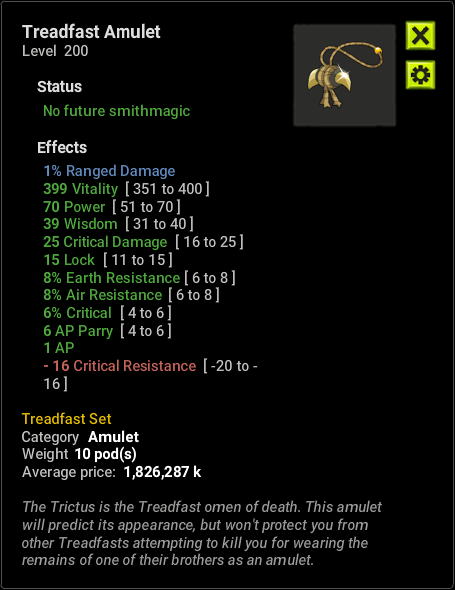 Treadfast Amulet
Level 200
Status
No future smithmagic
Effects
1% Ranged Damage
399 Vitality [ 351 to 400 ]
70 Power [ 51 to 70 ]
39 Wisdom [ 31 to 40 ]
25 Critical Damage [ 16 to 25 ]
15 Lock [ 11 to 15 ]
8% Earth Resistance [ 6 to 8 ]
8% Air Resistance [ 6 to 8 ]
6% Critical [ 4 to 6 ]
6 AP Parry [ 4 to 6 ]
1 AP
- 16 Critical Resistance [ -20 to -
16 ]
Treadfast Set
Category Amulet
Weight 10 pod(s)
Average price: 1,826,287 k
The Trictus is the Treadfast omen of death. This amulet
will predict its appearance, but won't protect you from
other Treadfasts attempting to kill you for wearing the
remains of one of their brothers as an amulet.